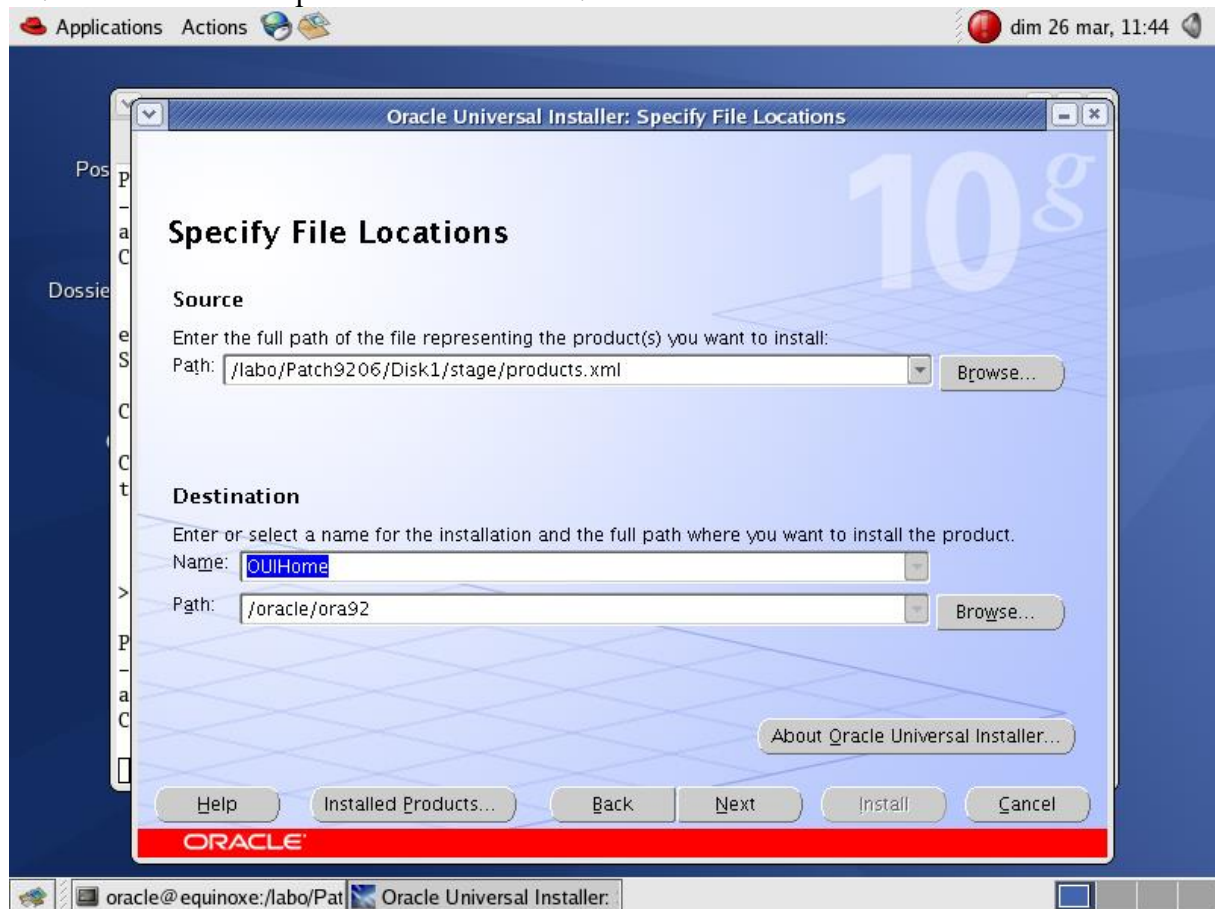 Applications Actions dim 26 mar, 11:44
Oracle Universal Installer: Specify File Locations
10g
Pos
P
–
a
C
Dossie
e
S
C
C
t
>
P
–
a
C
Specify File Locations
Source
Enter the full path of the file representing the product(s) you want to install:
Path: /labo/Patch9206/Disk1/stage/products.xml Browse...
Destination
Enter or select a name for the installation and the full path where you want to install the product.
Name: OUIHome
Path: /oracle/ora92 Browse...
About Oracle Universal Installer...
Help Installed Products... Back Next Install Cancel
ORACLE
oracle@equinoxe:/labo/Pat Oracle Universal Installer: